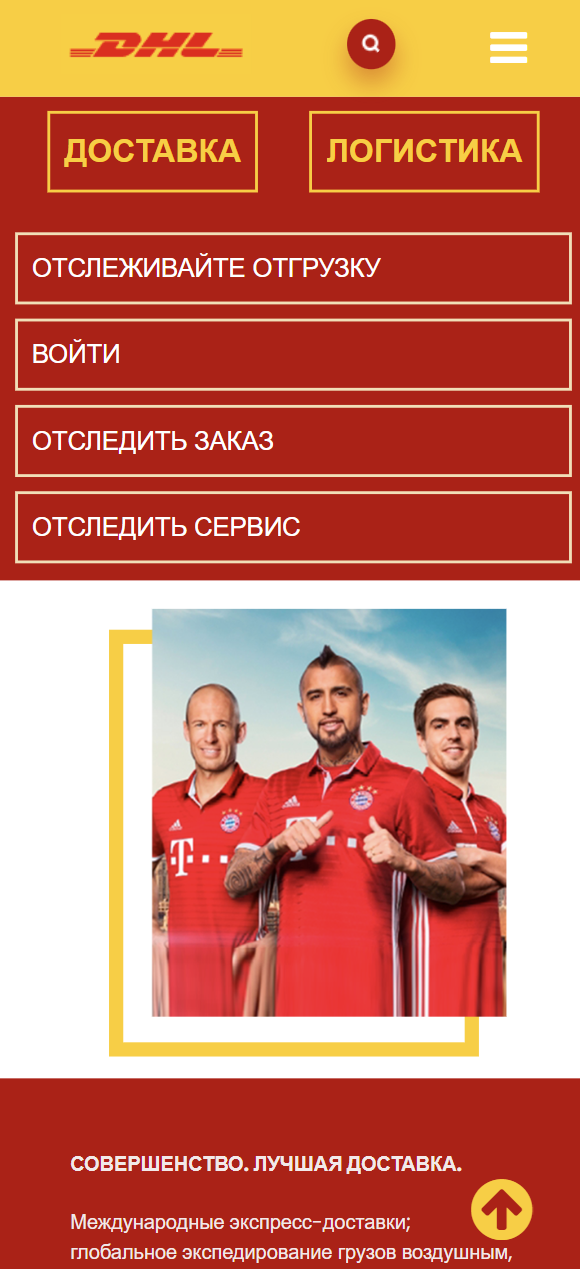 DHL
ДОСТАВКА
ЛОГИСТИКА
ОТСЛЕЖИВАЙТЕ ОТГРУЗКУ
ВОЙТИ
ОТСЛЕДИТЬ ЗАКАЗ
ОТСЛЕДИТЬ СЕРВИС
T
T
СОВЕРШЕНСТВО. ЛУЧШАЯ ДОСТАВКА.
Международные экспресс-доставки;
глобальное экспедирование грузов воздушным,